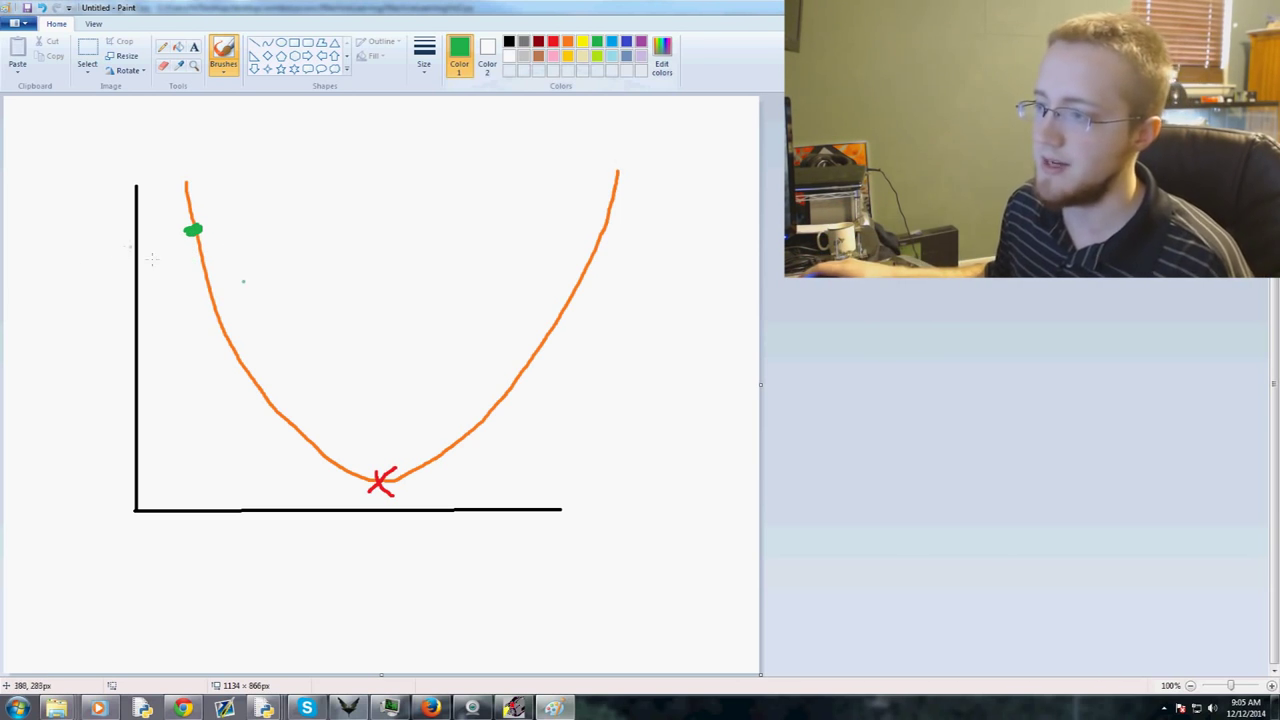 Untitled - Paint
Home View
Cut
Copy
Paste
Clipboard
Crop
Resize
Rotate
Select
Image
A
Tools
Brushes
Outline
Fill
Shapes
Size
Color 1
Color 2
Edit colors
Colors
388, 283px
1134 × 866px
100%
9:05 AM
12/12/2014